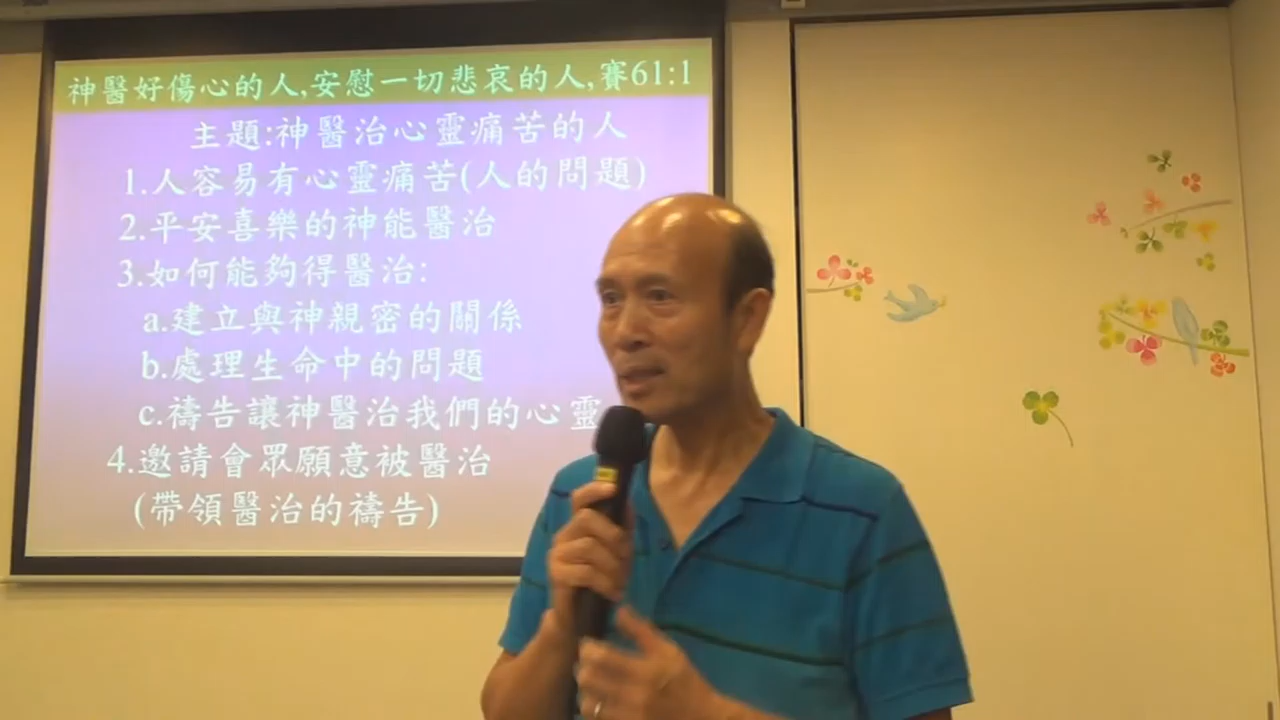 神醫好傷心的人,安慰一切悲哀的人,賽61:1
主題:神醫治心靈痛苦的人
1.人容易有心靈痛苦(人的問題)
2.平安喜樂的神能醫治
3.如何能夠得醫治:
a.建立與神親密的關係
b.處理生命中的問題
c.禱告讓神醫治我們的心靈
4.邀請會眾願意被醫治
(帶領醫治的禱告)